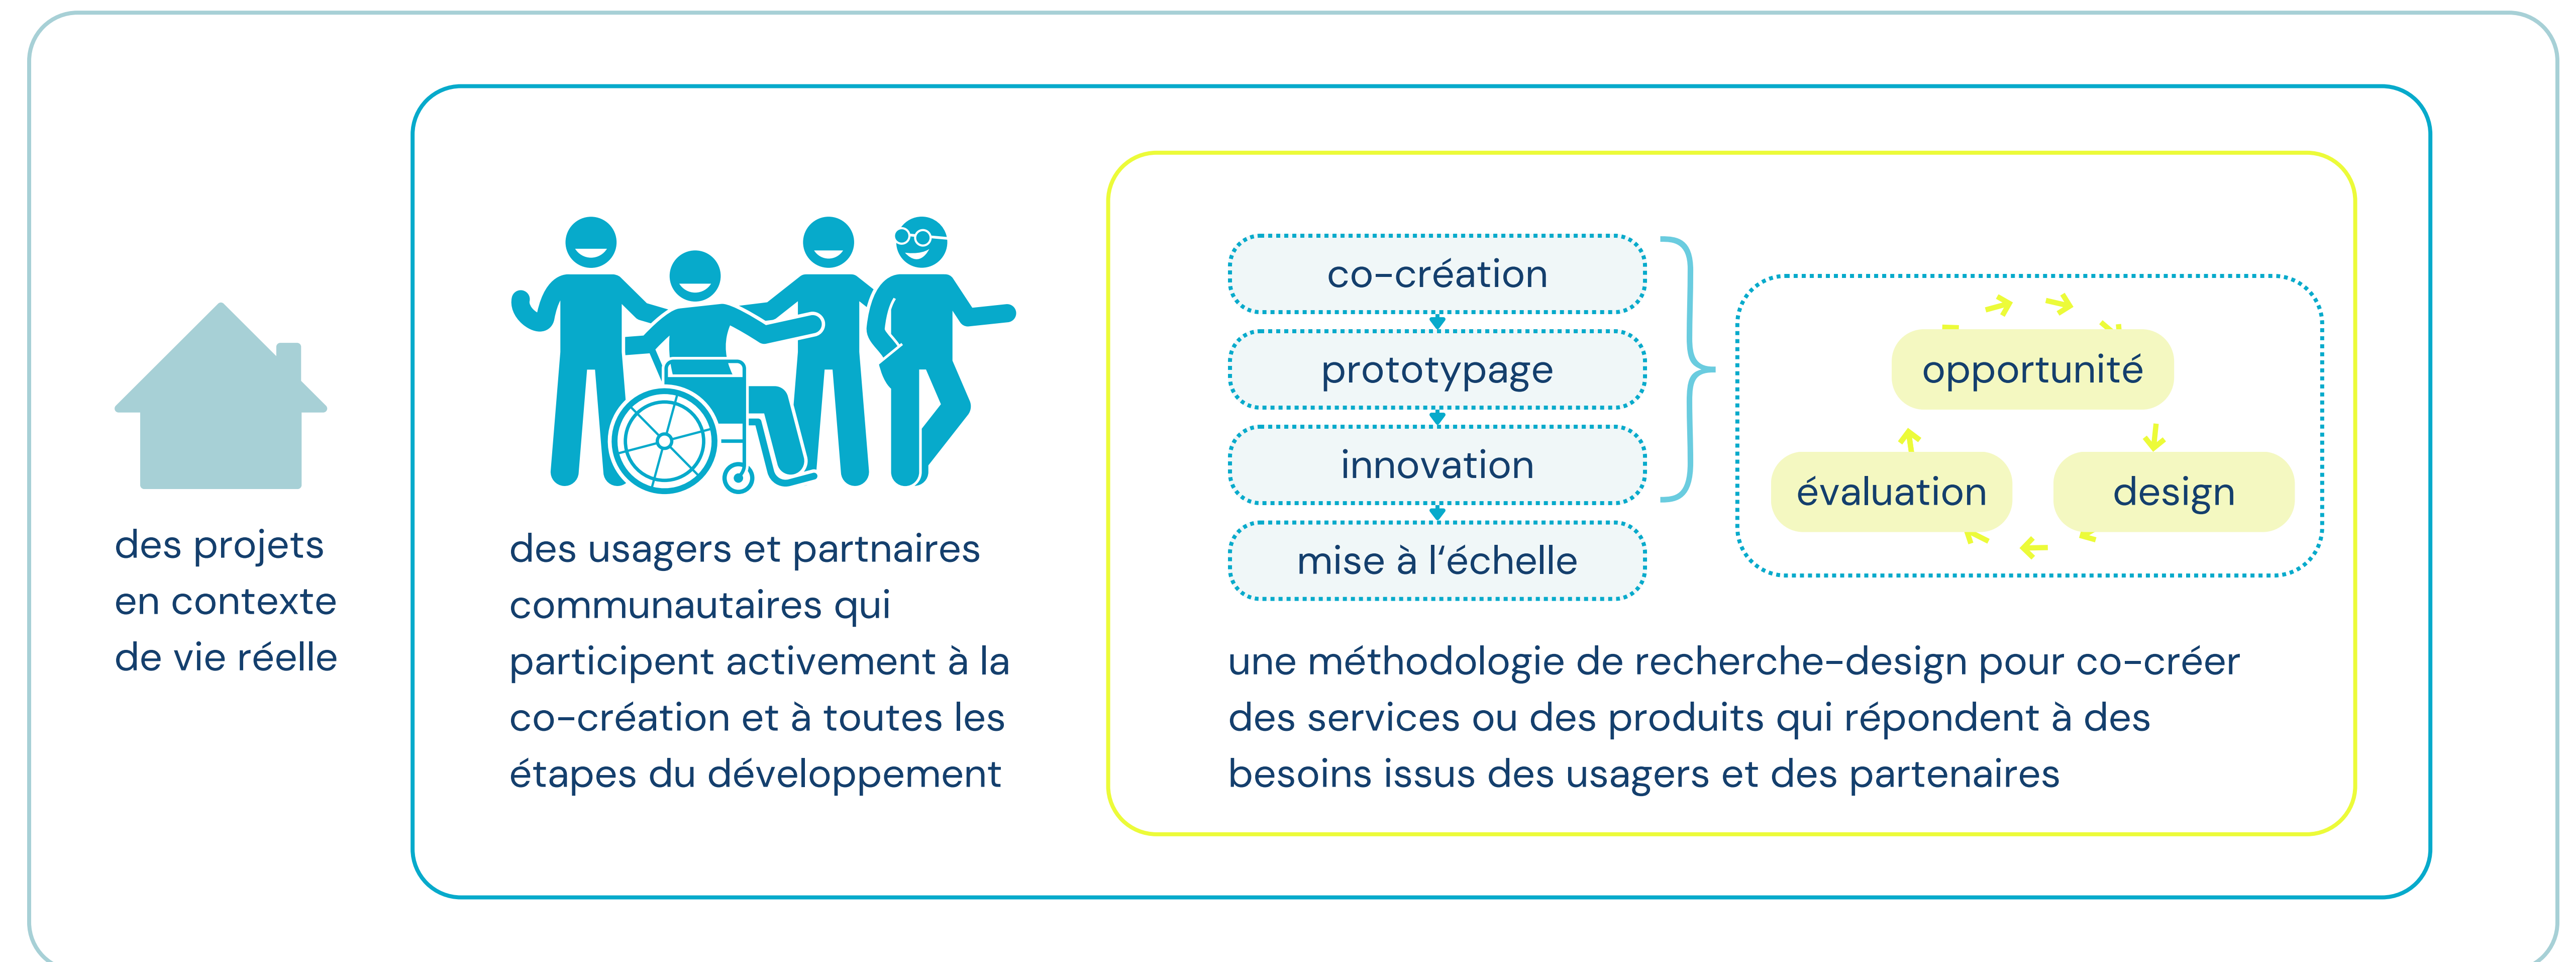 des projets
en contexte
de vie réelle
des usagers et partnaires
communautaires qui
participent activement à la
co-création et à toutes les
étapes du développement
co-création
prototypage
innovation
mise à l‘échelle
opportunité
évaluation
design
une méthodologie de recherche-design pour co-créer
des services ou des produits qui répondent à des
besoins issus des usagers et des partenaires